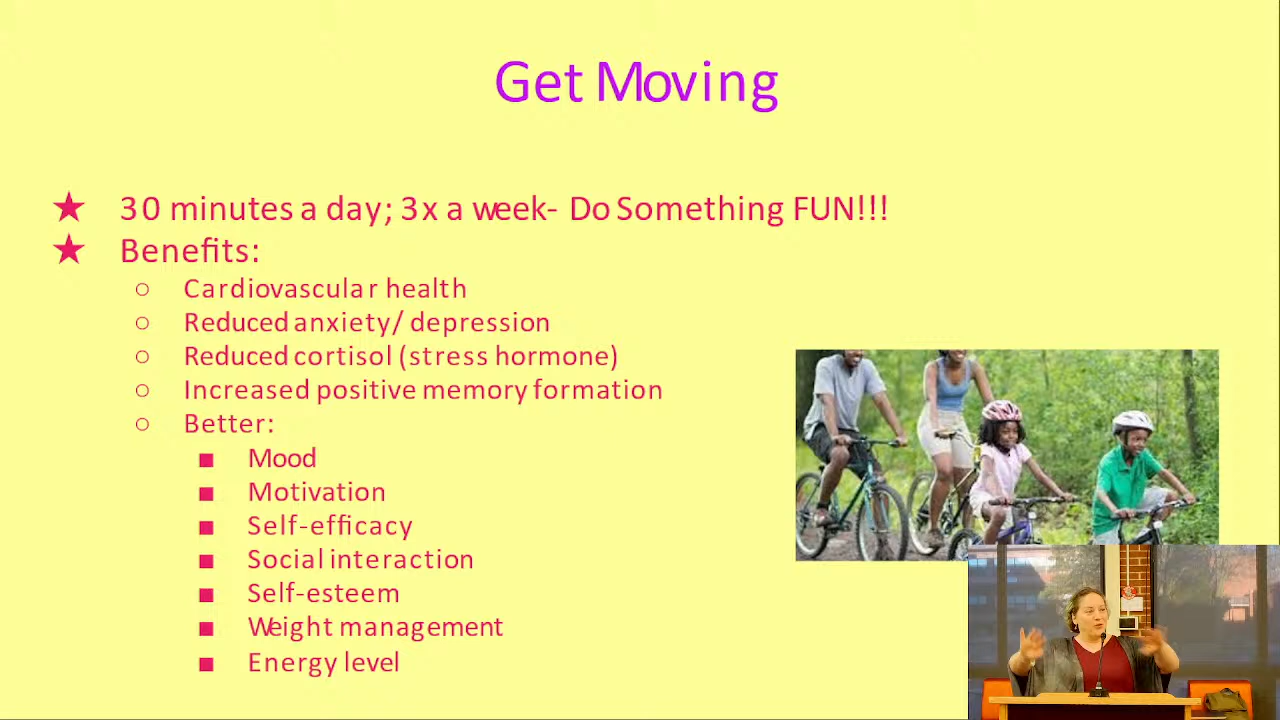 Get Moving
★ 30 minutes a day; 3x a week- Do Something FUN!!!
★ Benefits:
○ Cardiovascular health
○ Reduced anxiety/ depression
○ Reduced cortisol (stress hormone)
○ Increased positive memory formation
○ Better:
■ Mood
■ Motivation
■ Self-efficacy
■ Social interaction
■ Self-esteem
■ Weight management
■ Energy level